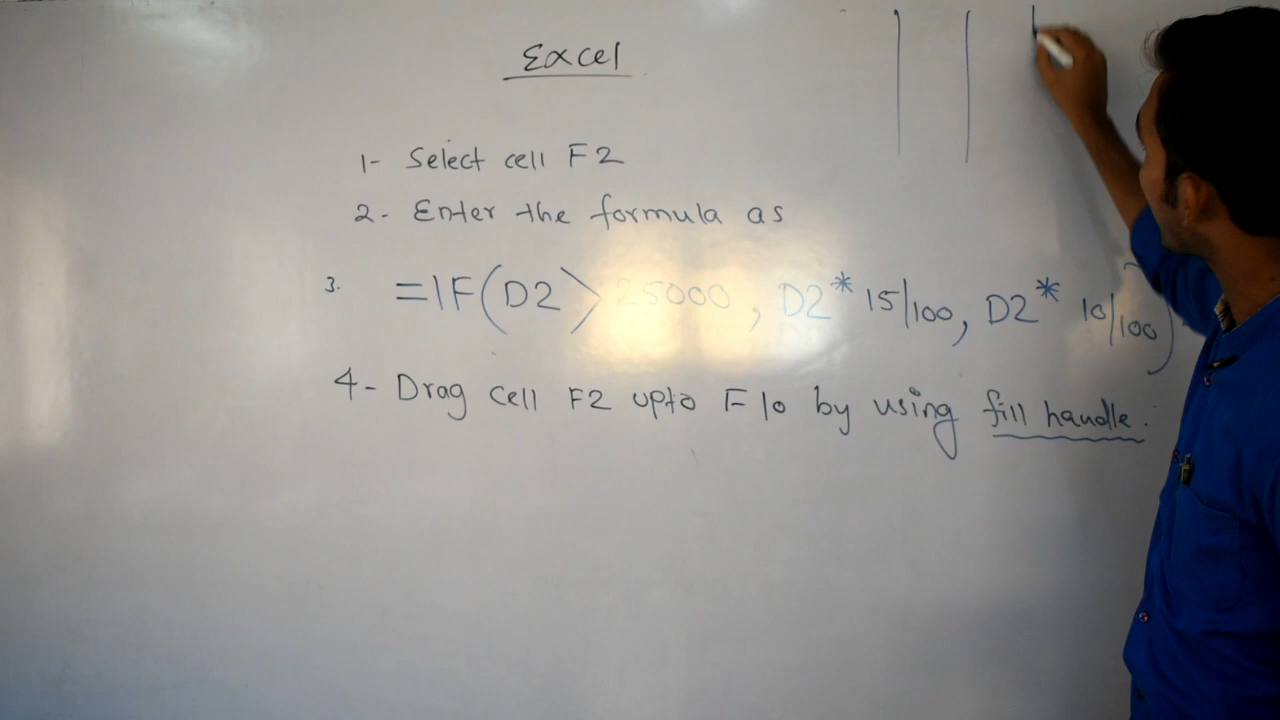 Excel
1- Select cell F2
2- Enter the formula as
3. =IF(D2>25000, D2*15/100, D2*10/100)
4- Drag cell F2 upto F10 by using fill handle.